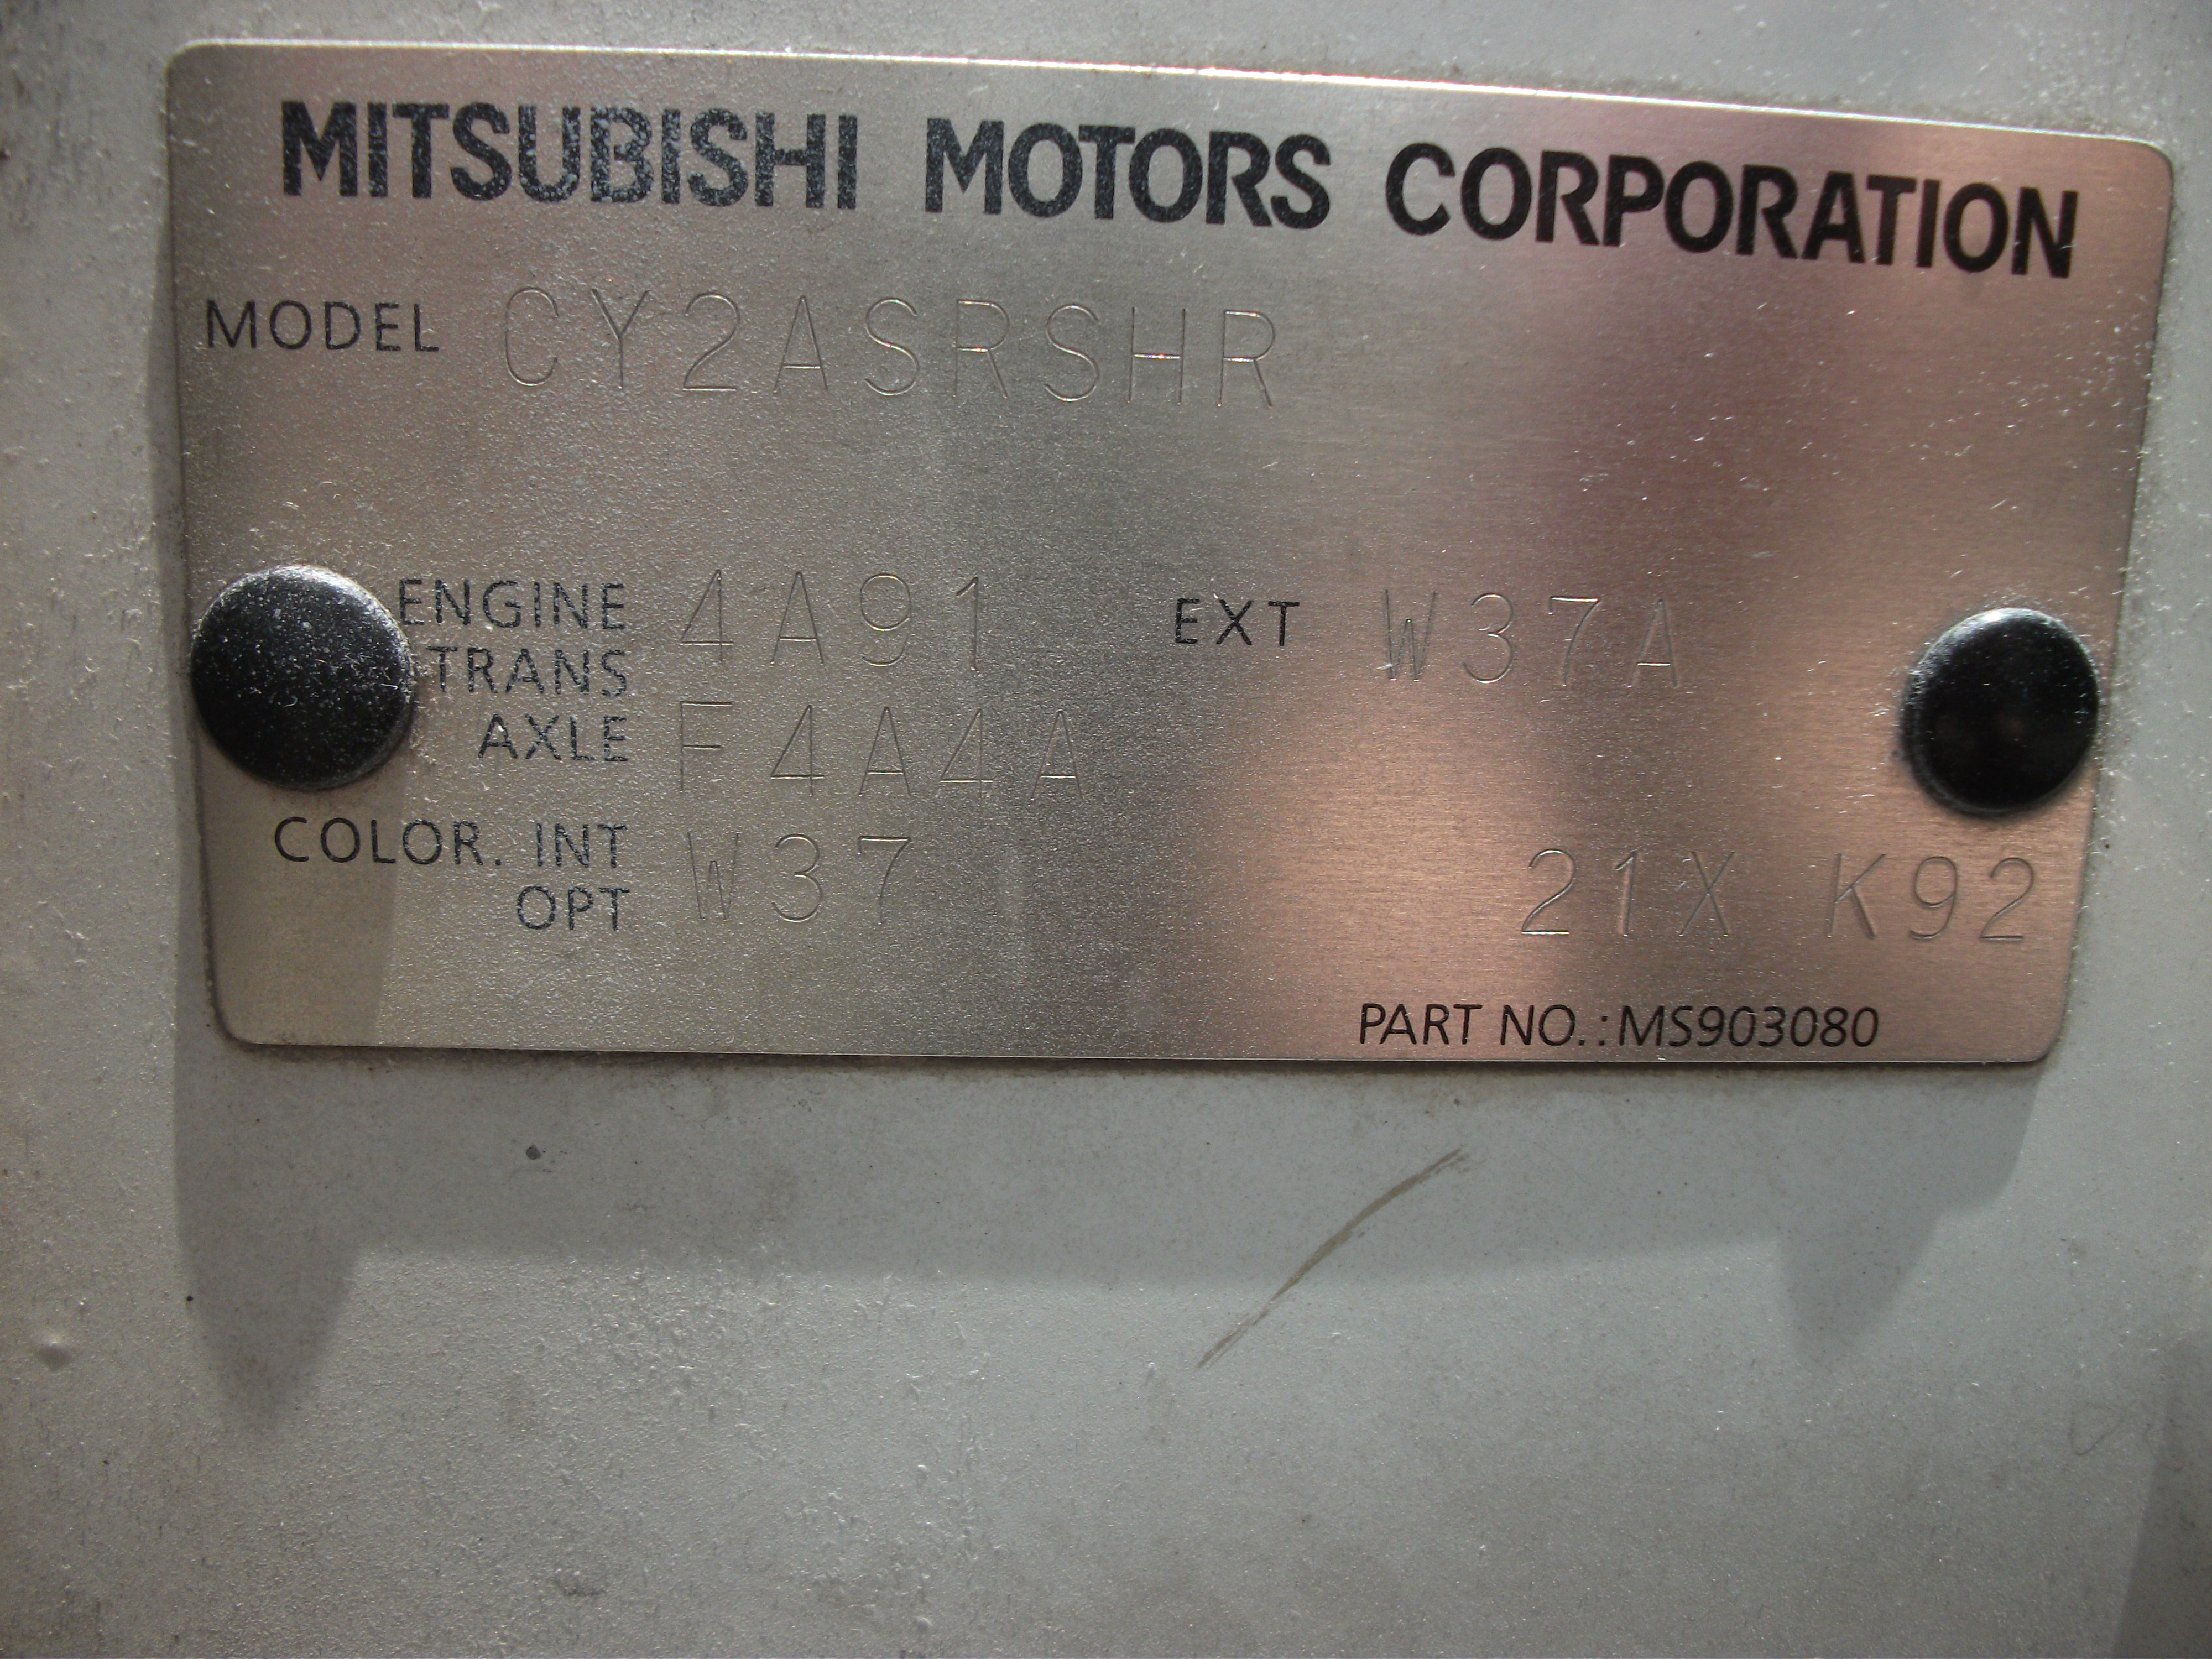 MITSUBISHI MOTORS CORPORATION
MODEL CY2ASRSHR
ENGINE 4A91 EXT W37A
TRANS
AXLE F4A4A
COLOR. INT W37 21X K92
OPT
PART NO.: MS903080